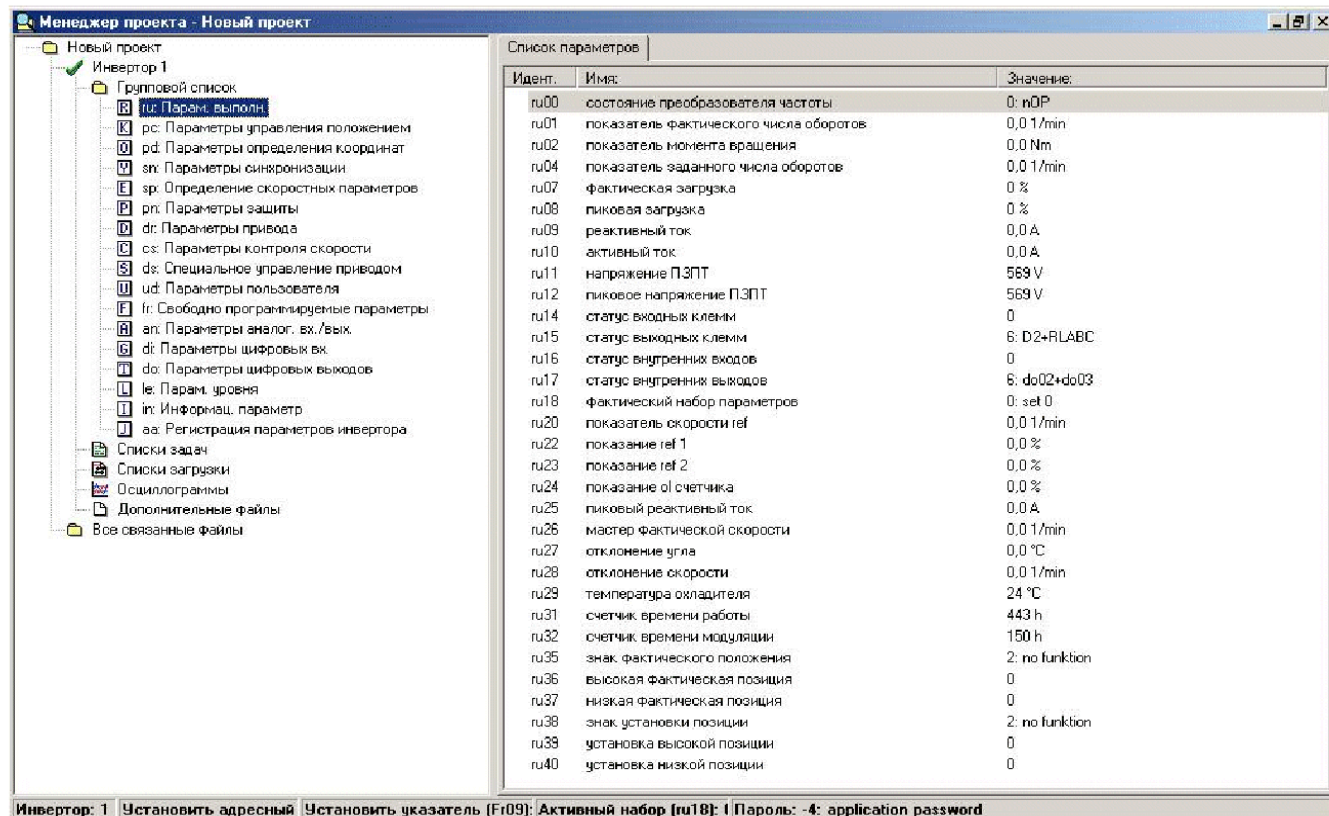 Менеджер проекта - Новый проект
Новый проект
Инвертор 1
Групповой список
R ru: Парам. выполн.
K pc: Параметры управления положением
O pd: Параметры определения координат
Y sn: Параметры синхронизации
E sp: Определение скоростных параметров
P pn: Параметры защиты
D dr: Параметры привода
C cs: Параметры контроля скорости
S ds: Специальное управление приводом
U ud: Параметры пользователя
F fr: Свободно программируемые параметры
A an: Параметры аналог. вх./вых.
G di: Параметры цифровых вх.
T do: Параметры цифровых выходов
L le: Парам. уровня
I in: Информац. параметр
J aa: Регистрация параметров инвертора
Списки задач
Списки загрузки
Осциллограммы
Дополнительные файлы
Все связанные файлы
Список параметров
Идент. Имя: Значение:
ru00 состояние преобразователя частоты 0: nOP
ru01 показатель фактического числа оборотов 0,0 1/min
ru02 показатель момента вращения 0,0 Nm
ru04 показатель заданного числа оборотов 0,0 1/min
ru07 фактическая загрузка 0 %
ru08 пиковая загрузка 0 %
ru09 реактивный ток 0,0 A
ru10 активный ток 0,0 A
ru11 напряжение ПЗПТ 569 V
ru12 пиковое напряжение ПЗПТ 569 V
ru14 статус входных клемм 0
ru15 статус выходных клемм 6: D2+RLABC
ru16 статус внутренних входов 0
ru17 статус внутренних выходов 6: do02+do03
ru18 фактический набор параметров 0: set 0
ru20 показатель скорости ref 0,0 1/min
ru22 показание ref 1 0,0 %
ru23 показание ref 2 0,0 %
ru24 показание ol счетчика 0,0 %
ru25 пиковый реактивный ток 0,0 A
ru26 мастер фактической скорости 0,0 1/min
ru27 отклонение угла 0,0 °C
ru28 отклонение скорости 0,0 1/min
ru29 температура охладителя 24 °C
ru31 счетчик времени работы 443 h
ru32 счетчик времени модуляции 150 h
ru35 знак фактического положения 2: no funktion
ru36 высокая фактическая позиция 0
ru37 низкая фактическая позиция 0
ru38 знак установки позиции 2: no funktion
ru39 установка высокой позиции 0
ru40 установка низкой позиции 0
Инвертор: 1 Установить адресный Установить указатель (Fr09): Активный набор (ru18): Пароль: -4: application password